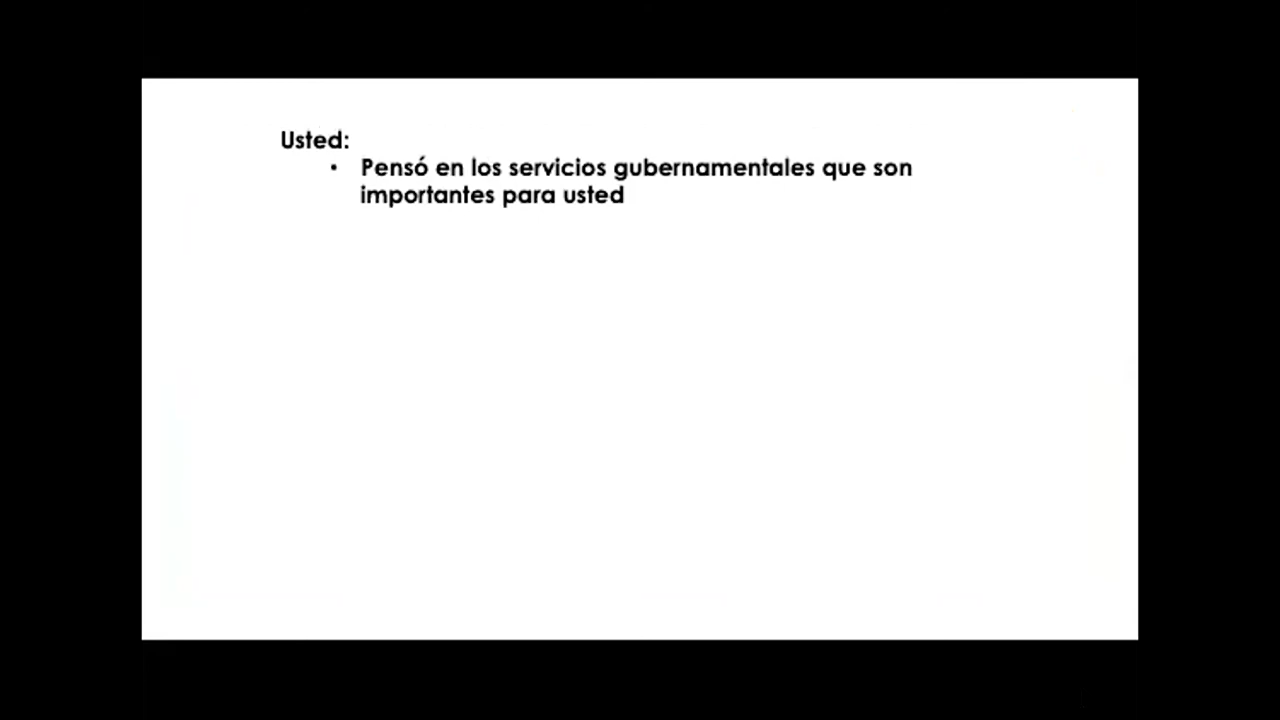 Usted:
• Pensó en los servicios gubernamentales que son
importantes para usted